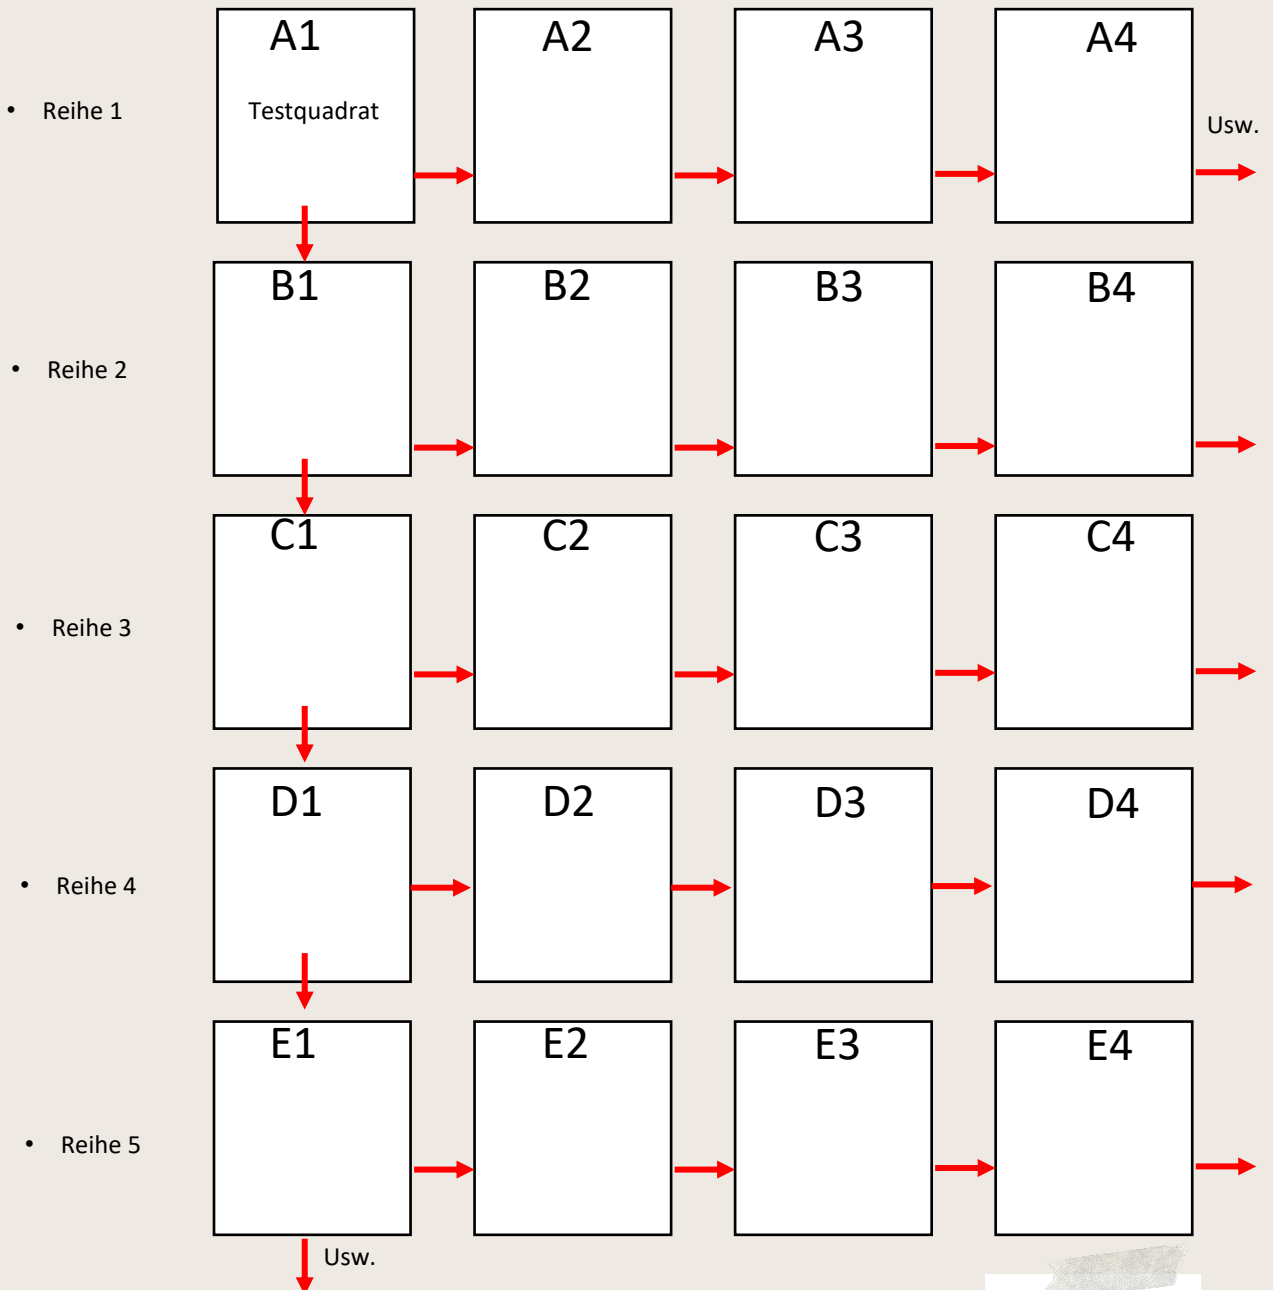 A1 A2 A3 A4
• Reihe 1 Testquadrat Usw.
B1 B2 B3 B4
• Reihe 2
C1 C2 C3 C4
• Reihe 3
D1 D2 D3 D4
• Reihe 4
E1 E2 E3 E4
• Reihe 5
Usw.